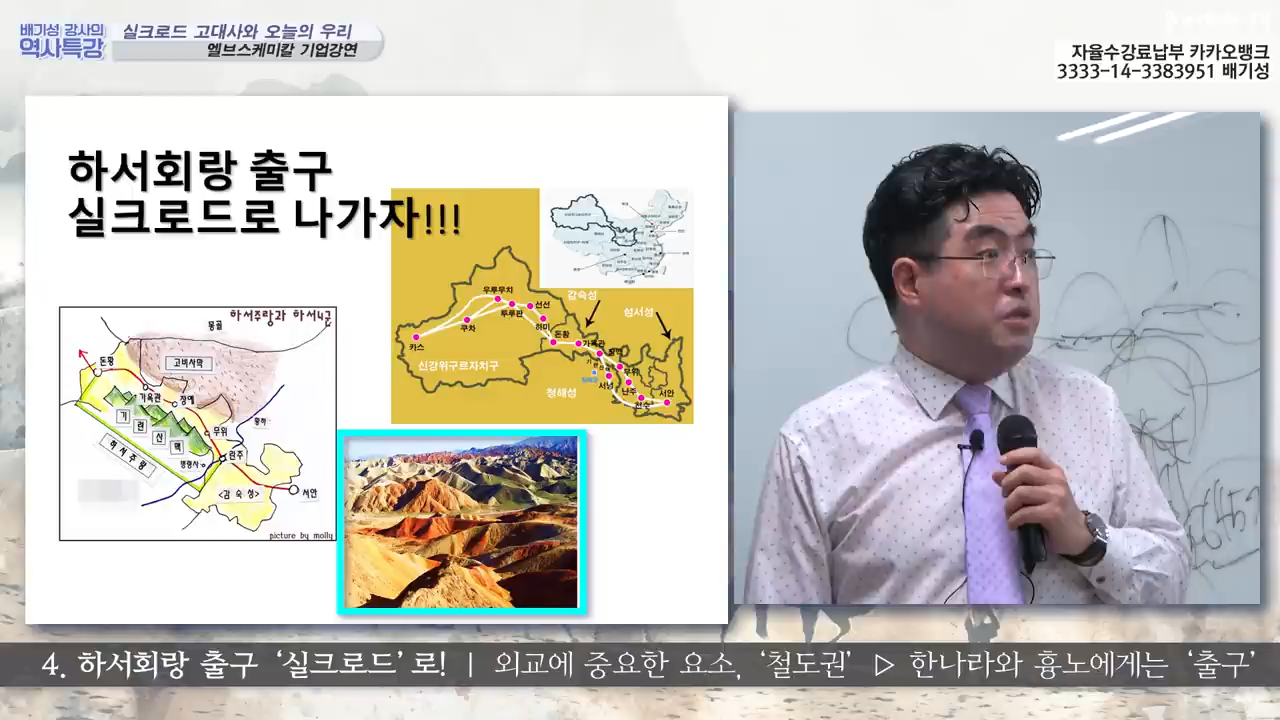 배기성 강사의
역사특강
실크로드 고대사와 오늘의 우리
엘브스케미칼 기업강연
자율수강료납부 카카오뱅크
3333-14-3383951 배기성
하서회랑 출구
실크로드로 나가자!!!
하서주랑과 하서4군
몽골
고비사막
돈황
가욕관
장예
기련산맥
무위
황하
하서주랑
병령사
란주
<감숙성>
서안
picture by molly
우루무치
선선
투루판
쿠차
하미
카스
돈황
감숙성
섬서성
가욕관
무위
신강위구르자치구
서녕
청해성
난주
천수
서안
4. 하서회랑 출구 ‘실크로드’로! | 외교에 중요한 요소, ‘철도권’ ▷ 한나라와 흉노에게는 ‘출구’